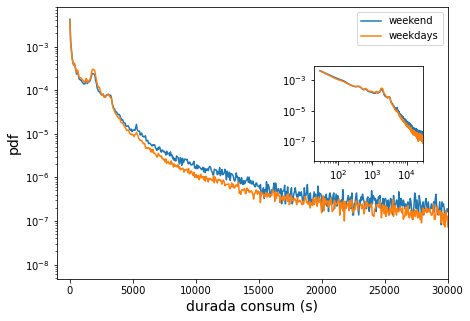 weekend
weekdays
10⁻³
10⁻⁴
10⁻⁵
10⁻⁶
10⁻⁷
10⁻⁸
pdf
10⁻³
10⁻⁵
10⁻⁷
10² 10³ 10⁴
0 5000 10000 15000 20000 25000 30000
durada consum (s)